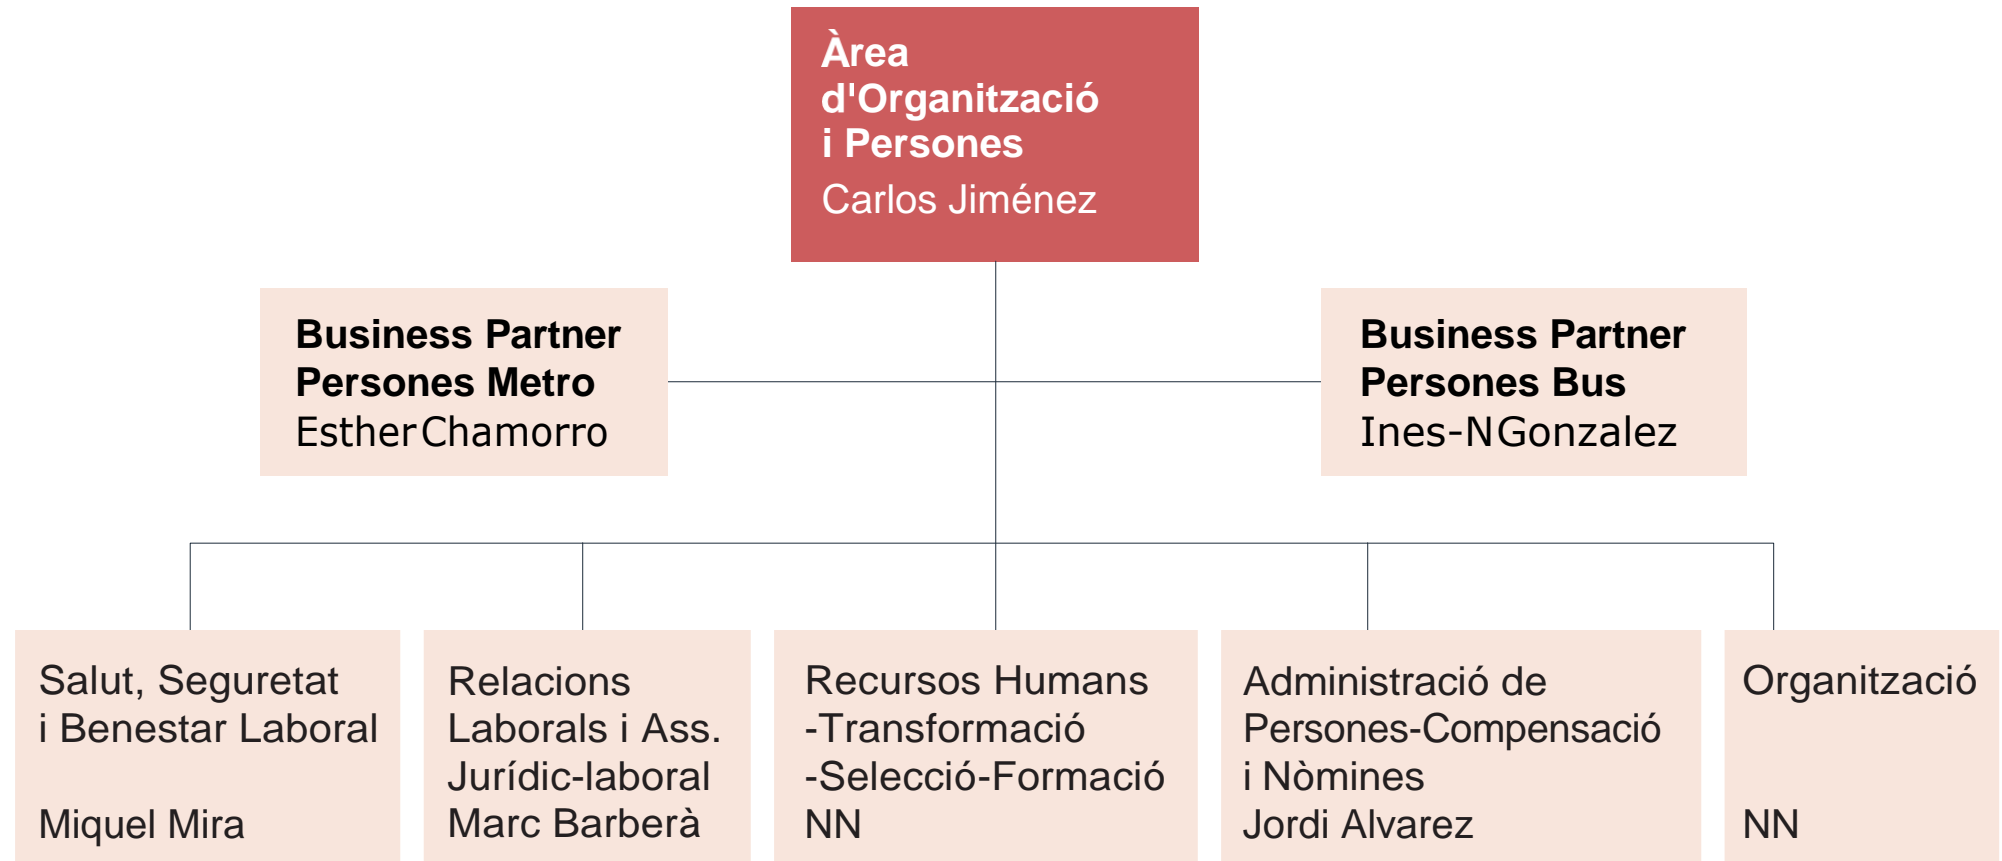 Àrea
d'Organització
i Persones
Carlos Jiménez
Business Partner
Persones Metro
Esther Chamorro
Business Partner
Persones Bus
Ines-N Gonzalez
Salut, Seguretat
i Benestar Laboral
Miquel Mira
Relacions
Laborals i Ass.
Jurídic-laboral
Marc Barberà
Recursos Humans
-Transformació
-Selecció-Formació
NN
Administració de
Persones-Compensació
i Nòmines
Jordi Alvarez
Organització
NN